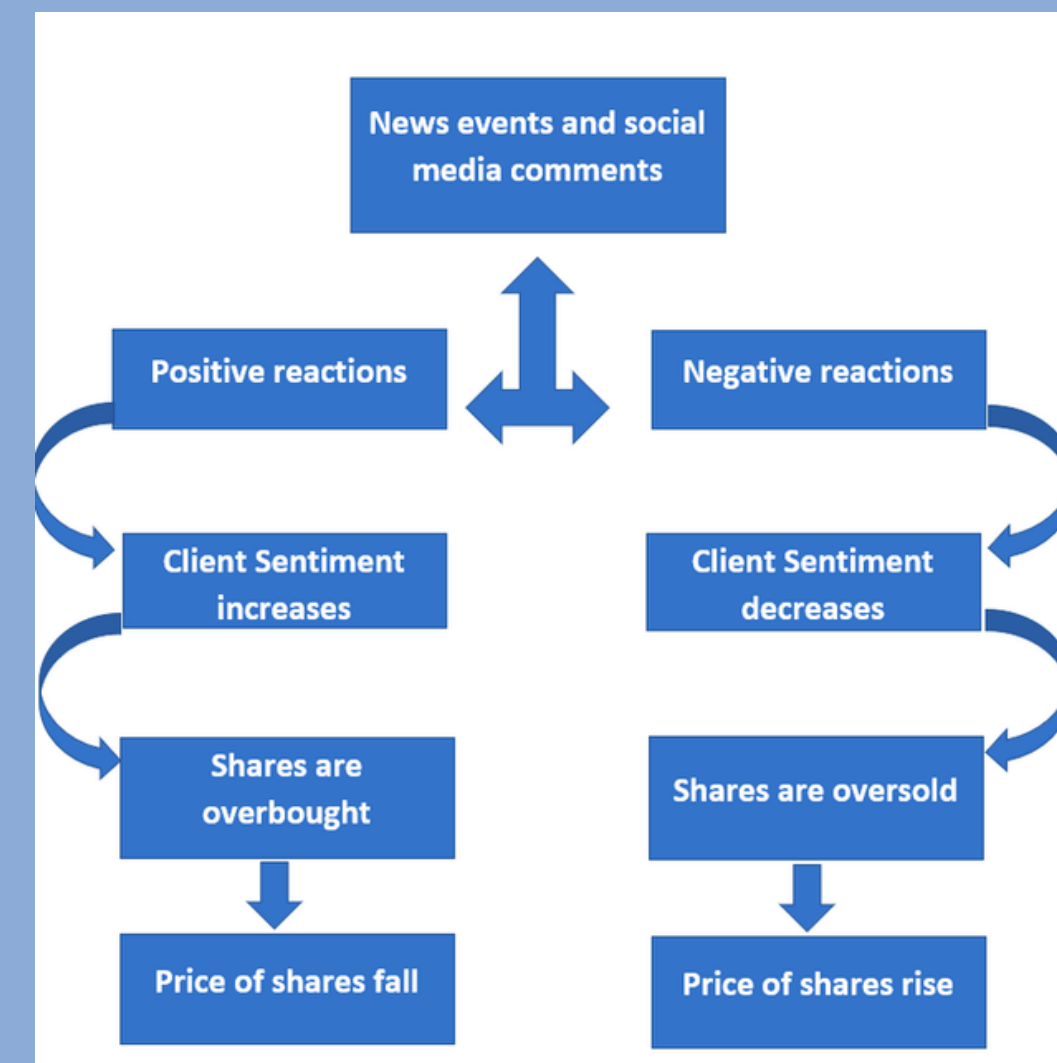 News events and social
media comments
Positive reactions
Negative reactions
Client Sentiment
increases
Client Sentiment
decreases
Shares are
overbought
Shares are oversold
Price of shares fall
Price of shares rise